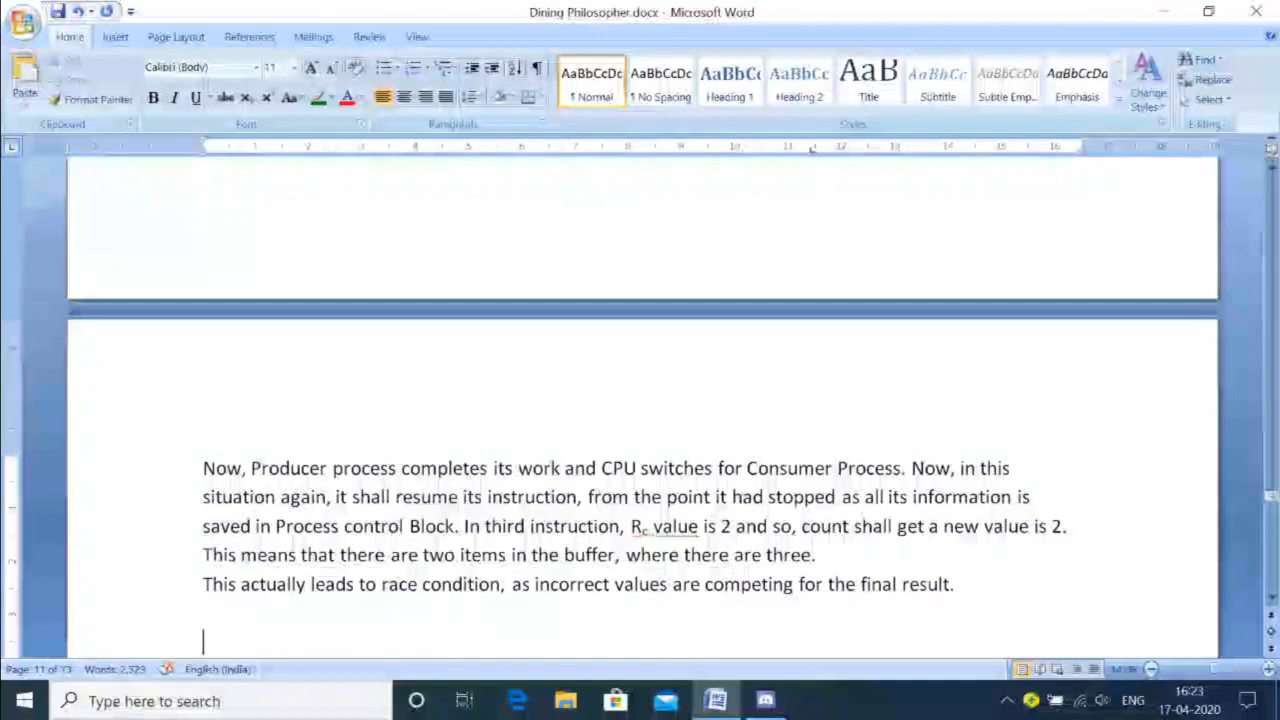 Dining Philosopher.docx - Microsoft Word
Home Insert Page Layout References Mailings Review View
Calibri (Body) 11
Paste
Format Painter
B I U abc
AaBbCcDc AaBbCcDc AaBbC AaBbCc AaB AaBbCc AaBbCcDa AaBbCcDa
¶ Normal ¶ No Spacing Heading 1 Heading 2 Title Subtitle Subtle Emp... Emphasis
Change Styles
Find
Replace
Select
Clipboard Font Paragraph Styles Editing
Now, Producer process completes its work and CPU switches for Consumer Process. Now, in this
situation again, it shall resume its instruction, from the point it had stopped as all its information is
saved in Process control Block. In third instruction, Rc value is 2 and so, count shall get a new value is 2.
This means that there are two items in the buffer, where there are three.
This actually leads to race condition, as incorrect values are competing for the final result.
Page: 11 of 13 Words: 2,323 English (India)
Type here to search
ENG
16:23
17-04-2020